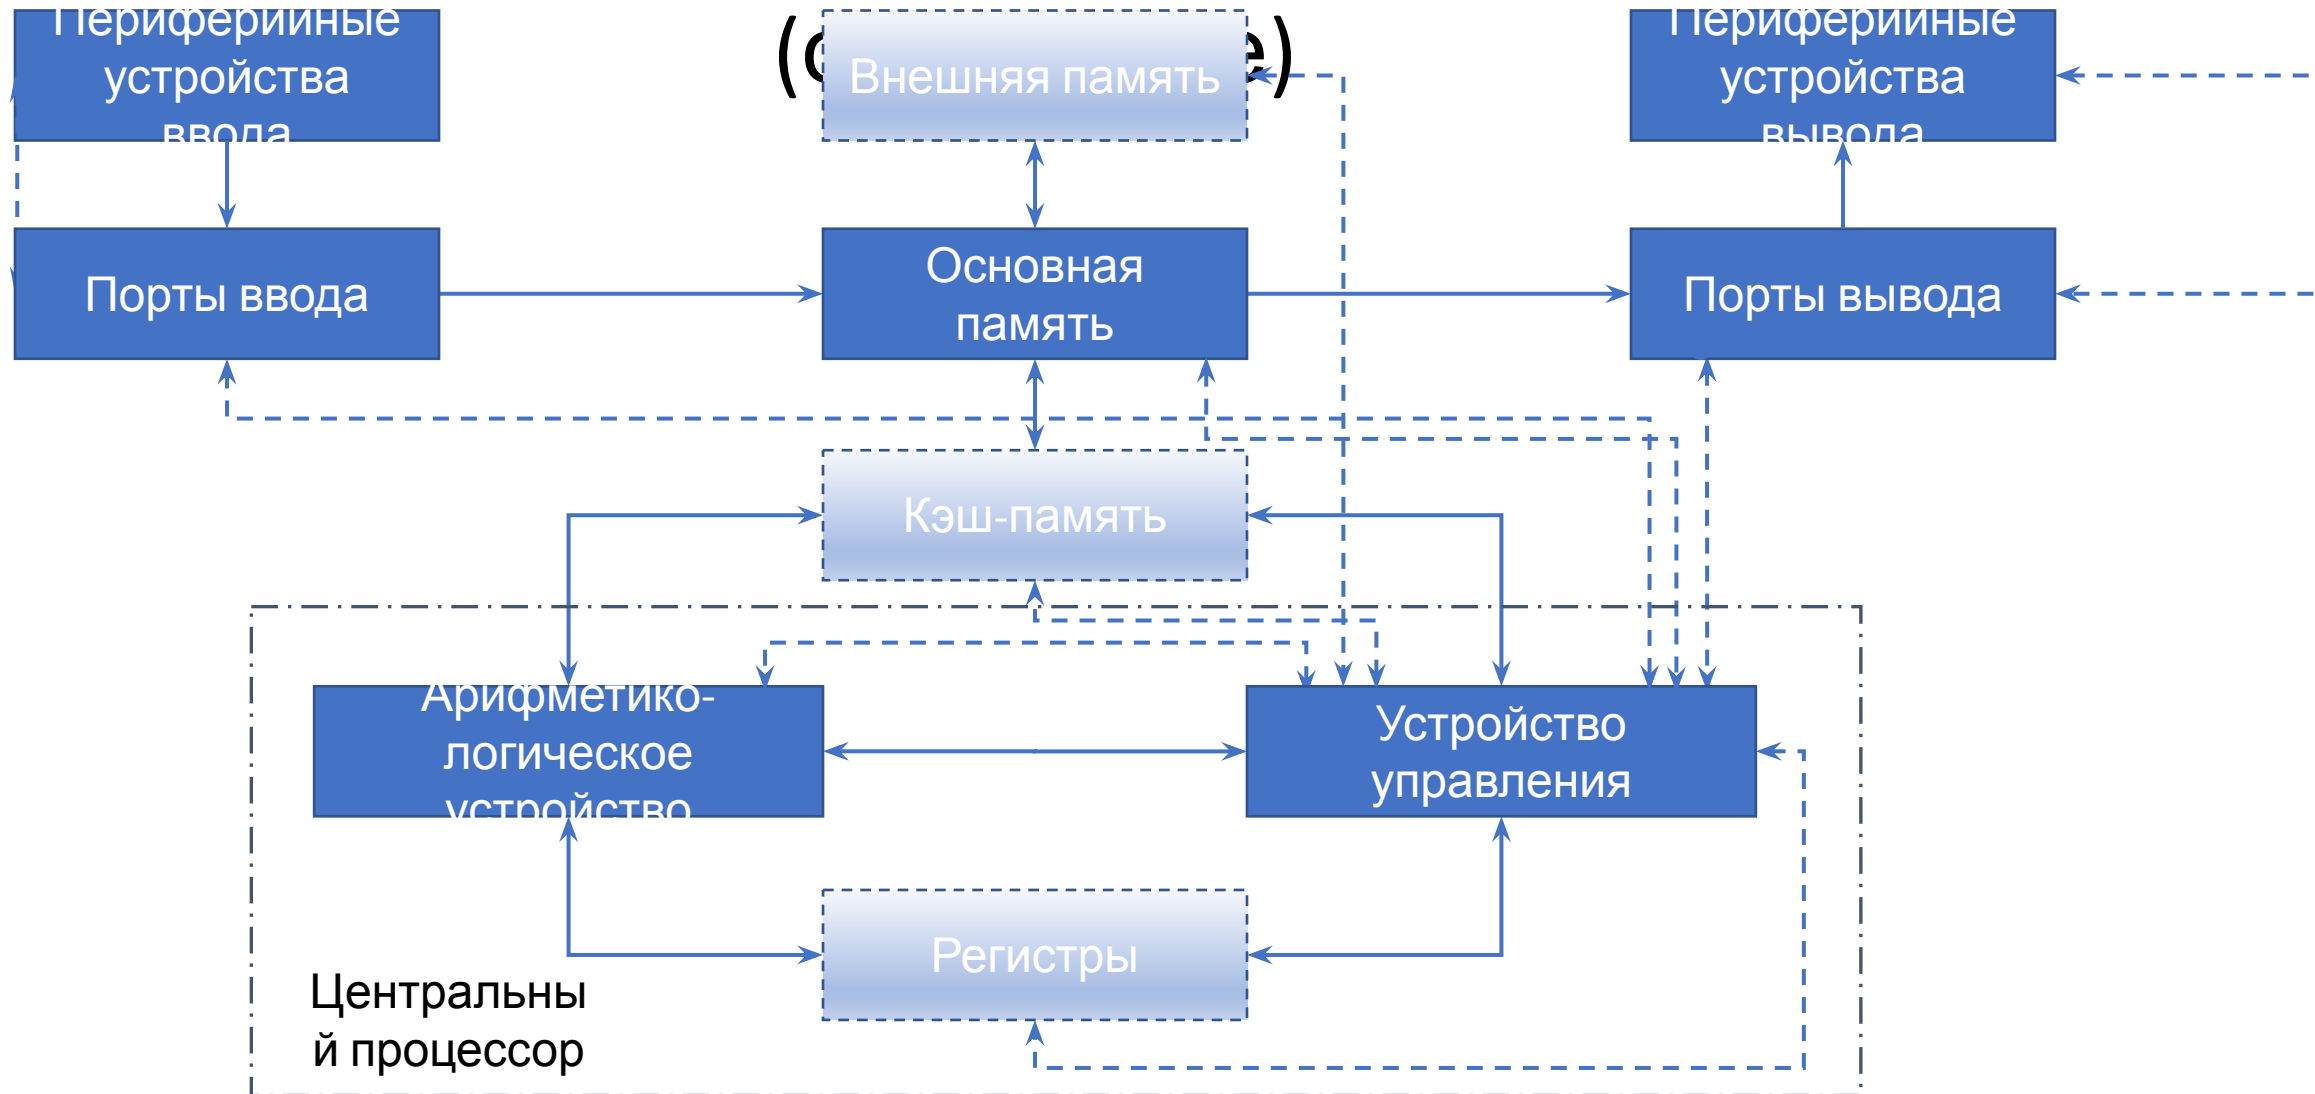 Периферийные
устройства
ввода
Внешняя память
Периферийные
устройства
вывода
Порты ввода
Основная
память
Порты вывода
Кэш-память
Арифметико-
логическое
устройство
Устройство
управления
Регистры
Центральны
й процессор